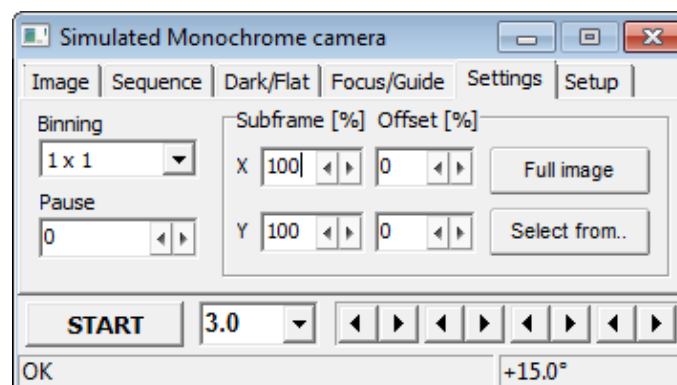 Simulated Monochrome camera
Image Sequence Dark/Flat Focus/Guide Settings Setup
Binning
1 x 1
Pause
0
Subframe [%] Offset [%]
X 100 0 Full image
Y 100 0 Select from..
START 3.0
OK +15.0°